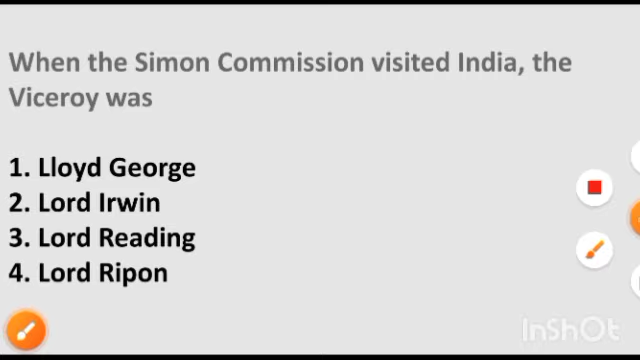 When the Simon Commission visited India, the
Viceroy was
1. Lloyd George
2. Lord Irwin
3. Lord Reading
4. Lord Ripon
InShOt